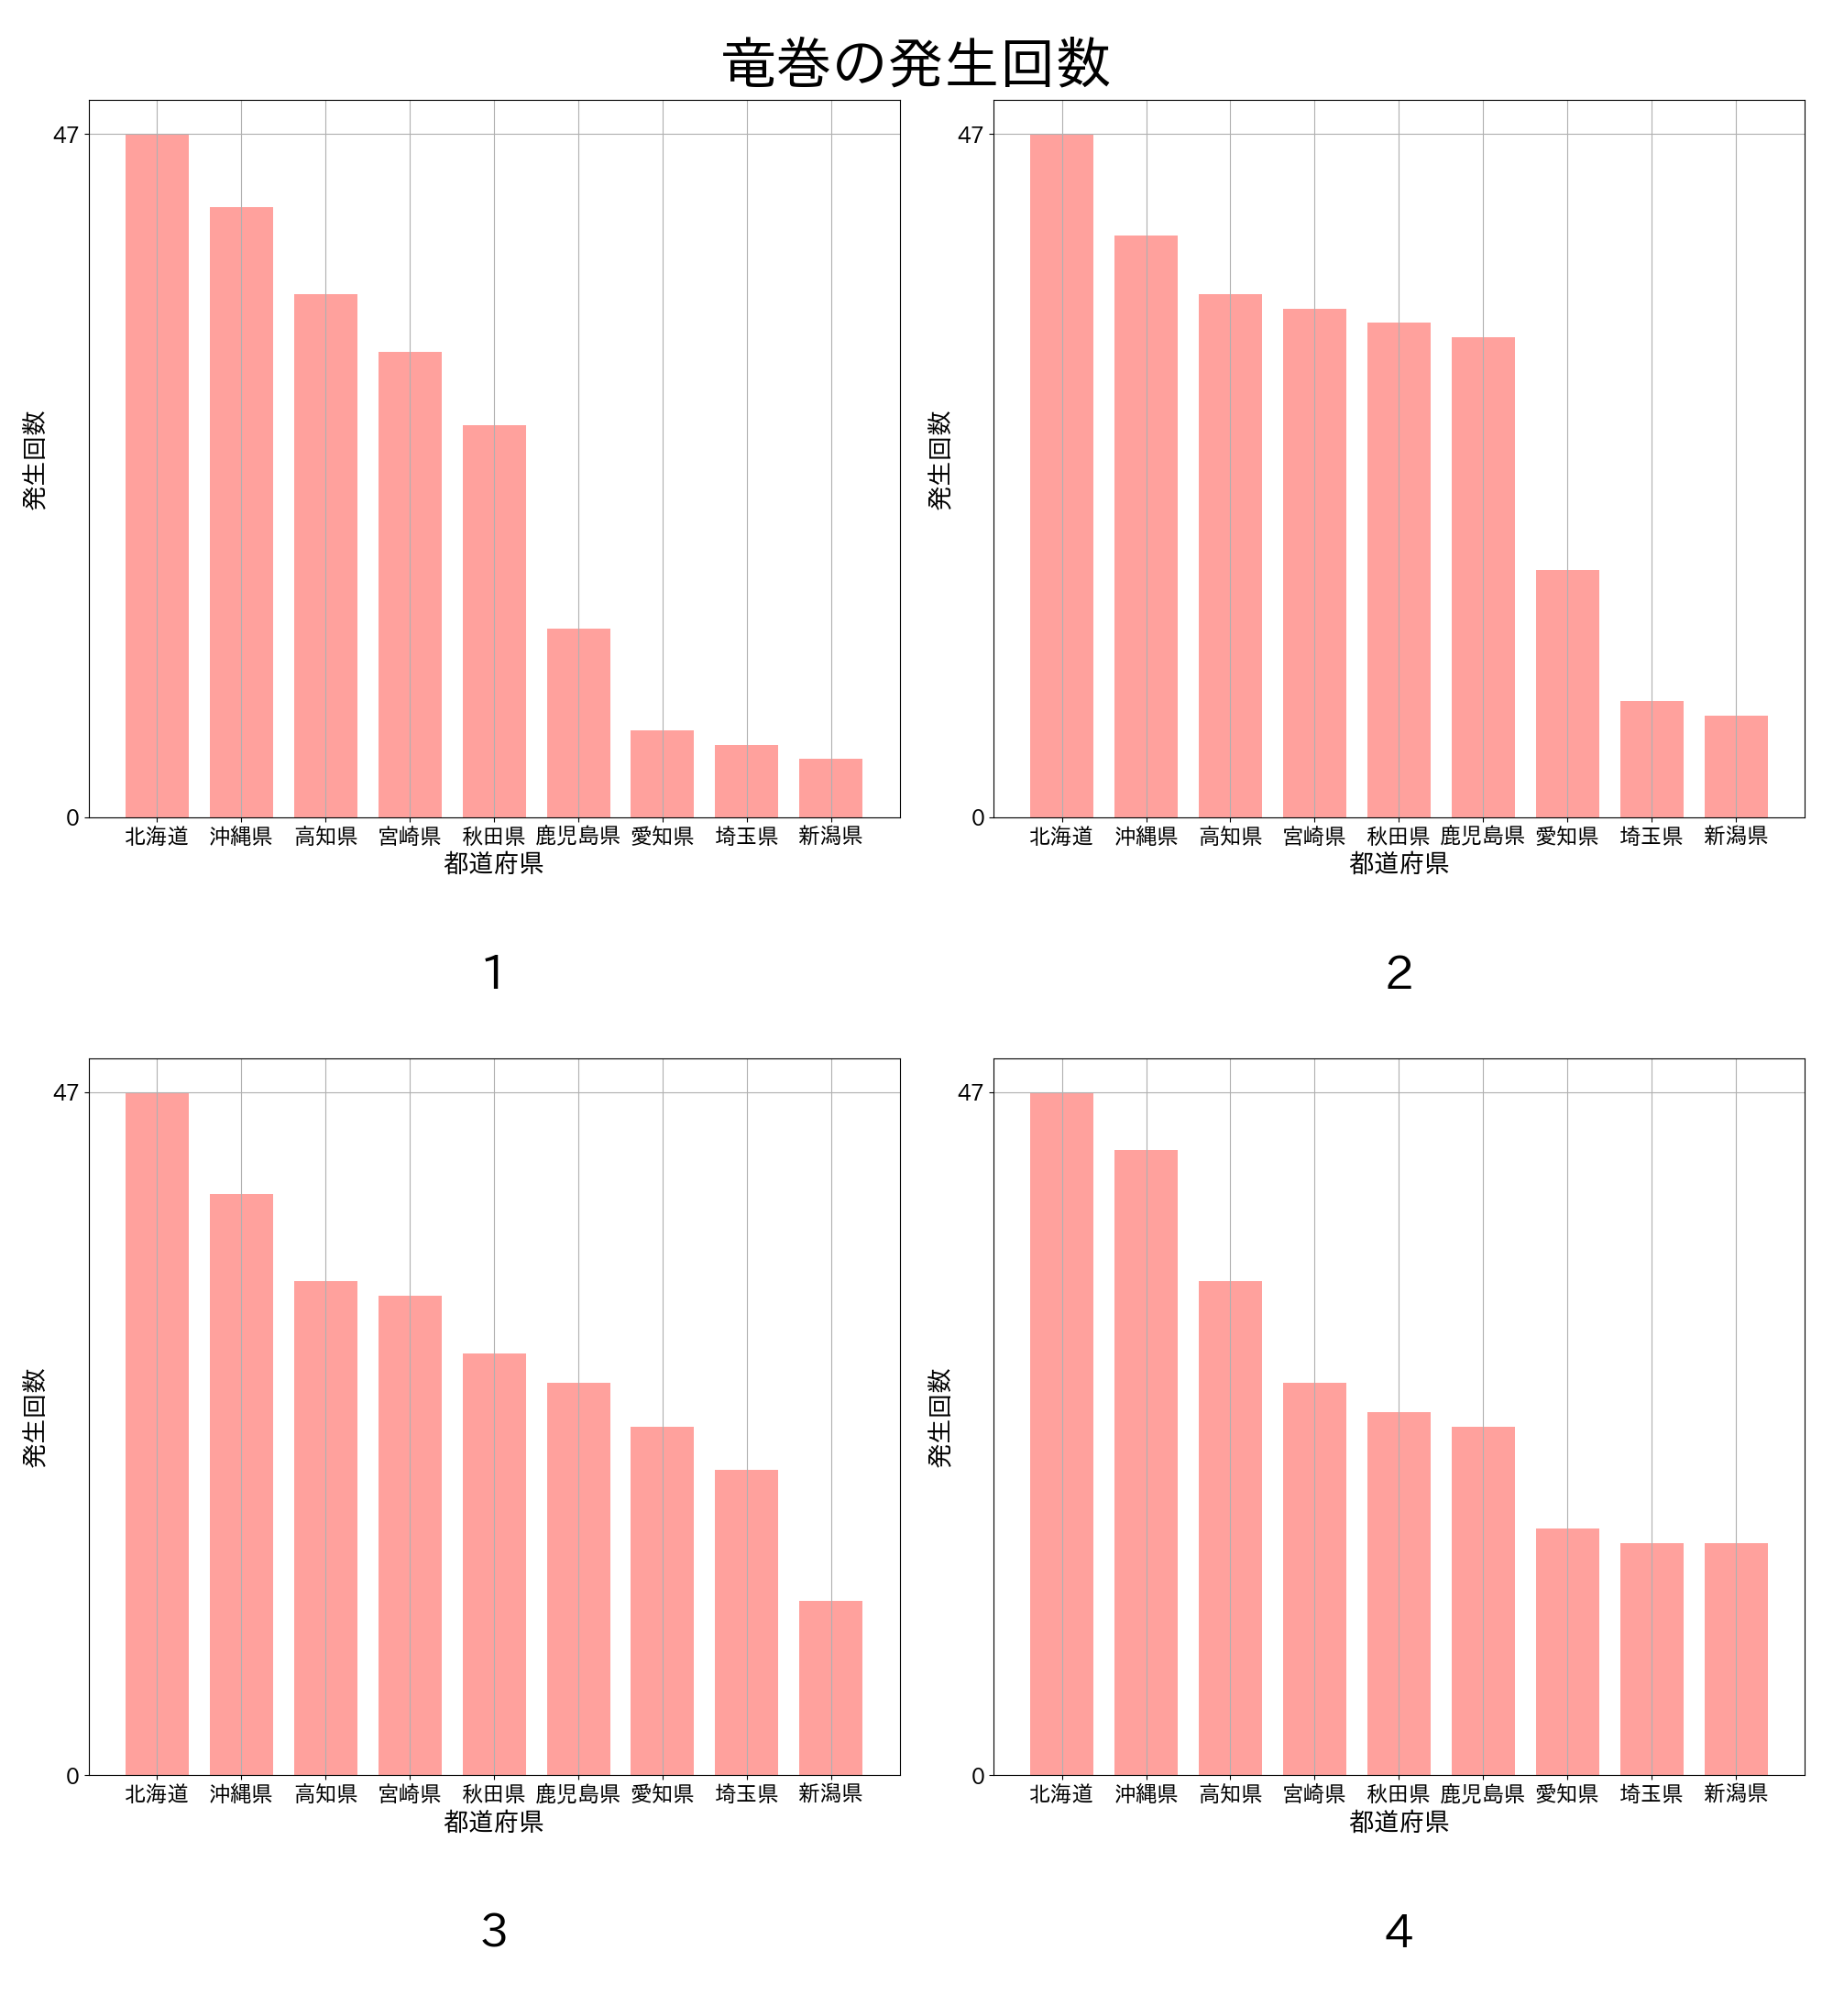 竜巻の発生回数
47
0
発生回数
北海道 沖縄県 高知県 宮崎県 秋田県 鹿児島県 愛知県 埼玉県 新潟県
都道府県
1
47
0
発生回数
北海道 沖縄県 高知県 宮崎県 秋田県 鹿児島県 愛知県 埼玉県 新潟県
都道府県
2
47
0
発生回数
北海道 沖縄県 高知県 宮崎県 秋田県 鹿児島県 愛知県 埼玉県 新潟県
都道府県
3
47
0
発生回数
北海道 沖縄県 高知県 宮崎県 秋田県 鹿児島県 愛知県 埼玉県 新潟県
都道府県
4